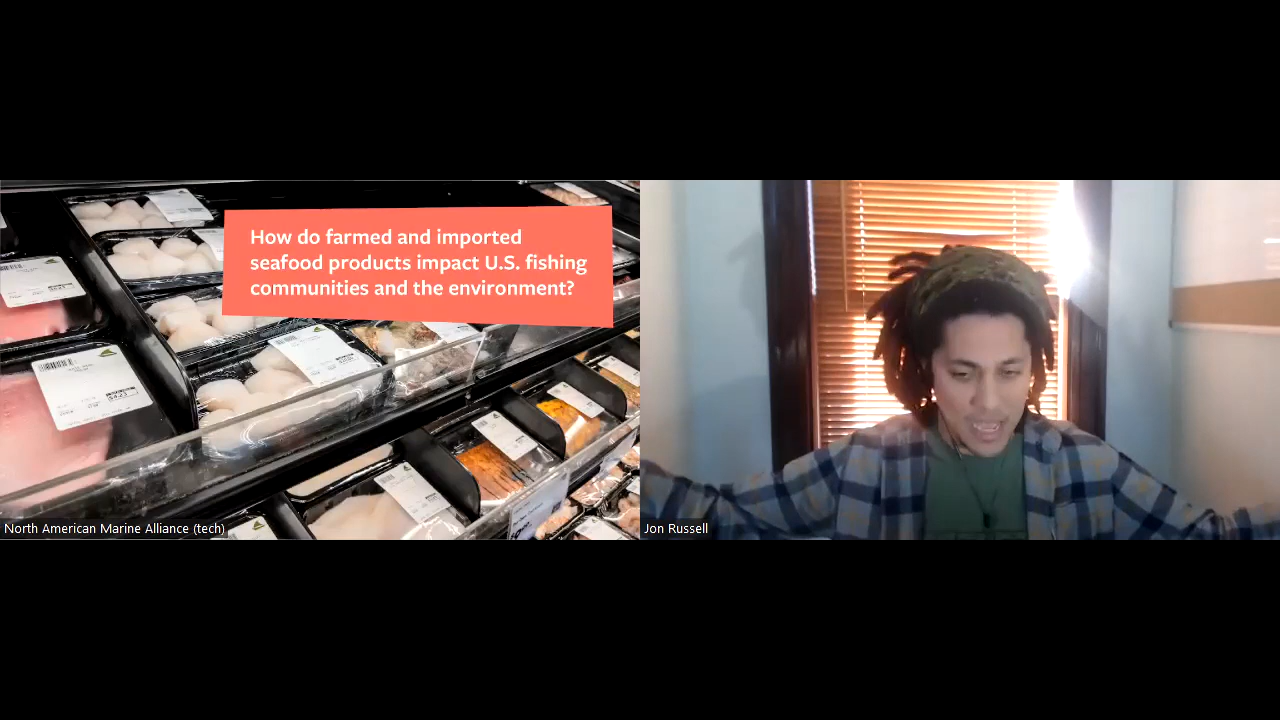 How do farmed and imported
seafood products impact U.S. fishing
communities and the environment?
North American Marine Alliance (tech)
Jon Russell